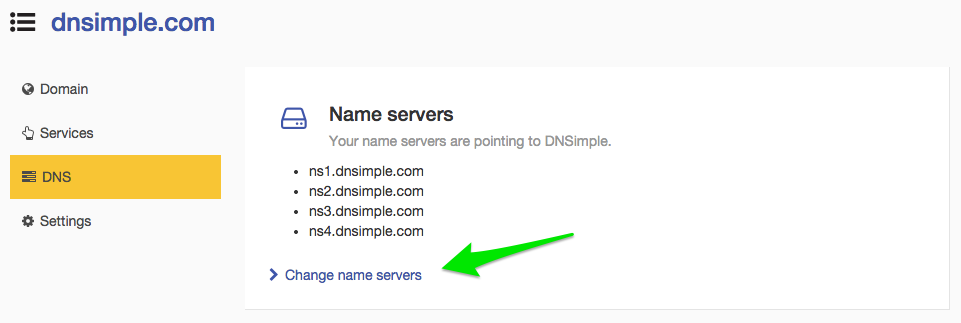 dnsimple.com
Domain
Services
DNS
Settings
Name servers
Your name servers are pointing to DNSimple.
ns1.dnsimple.com
ns2.dnsimple.com
ns3.dnsimple.com
ns4.dnsimple.com
Change name servers